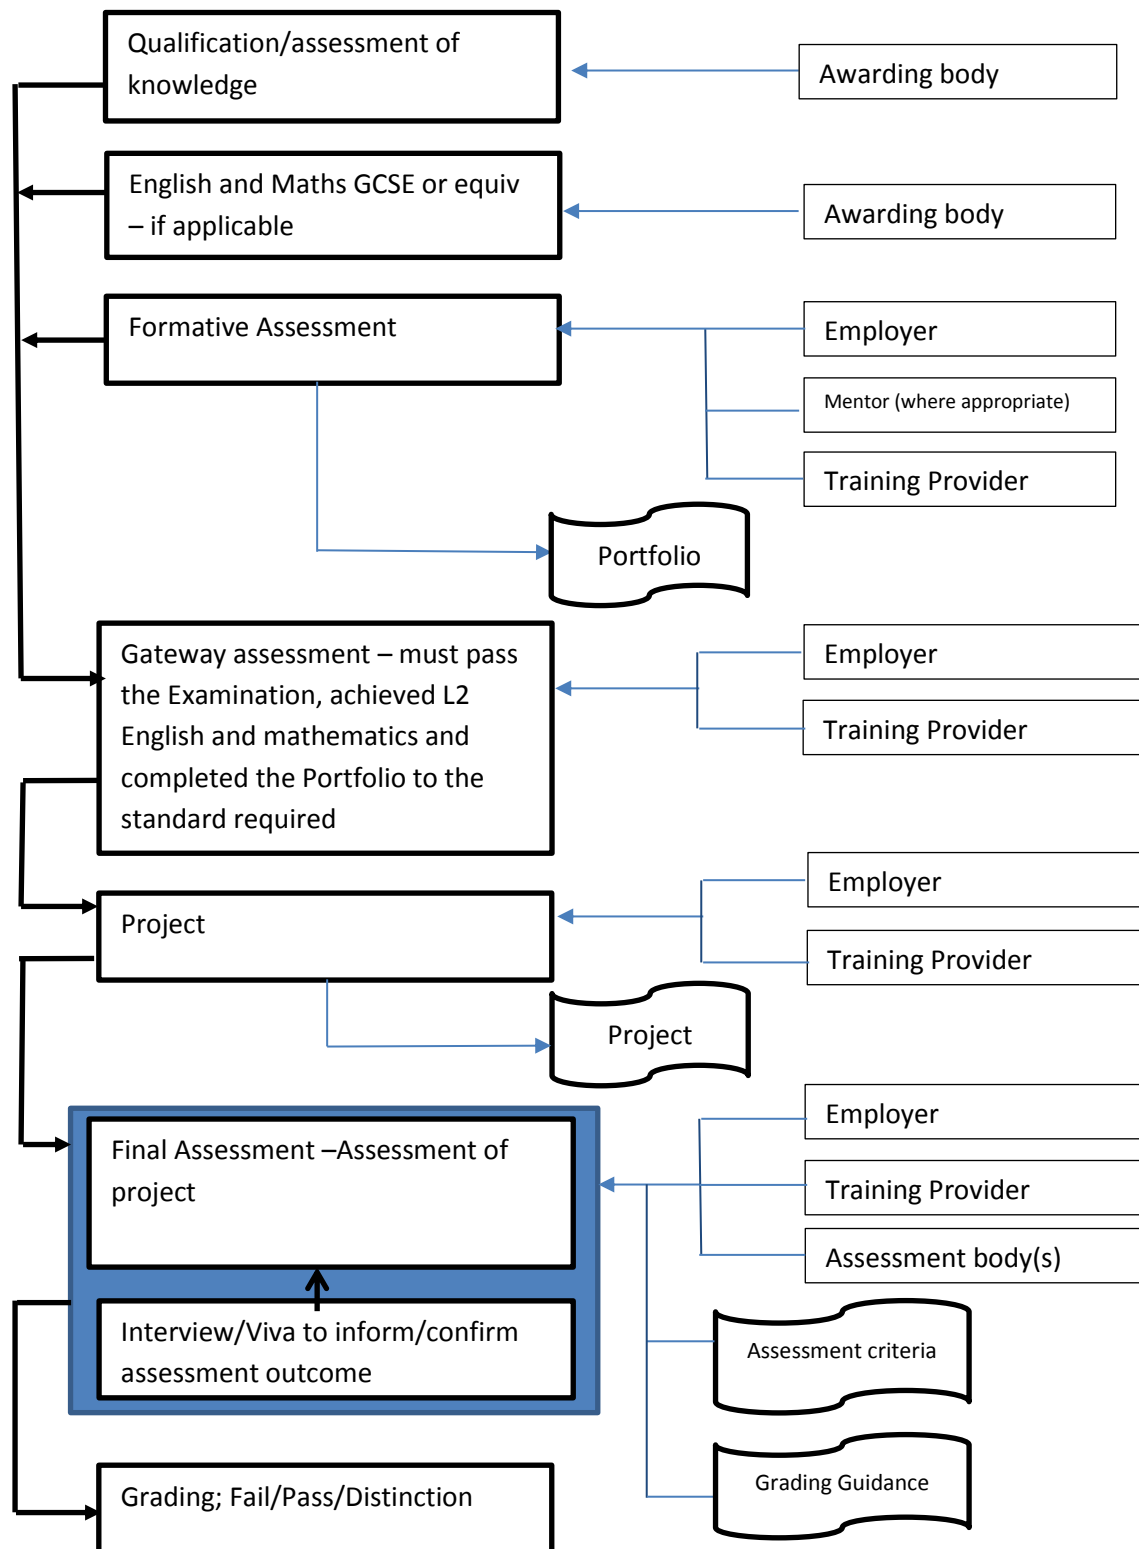 Qualification/assessment of
knowledge
Awarding body
English and Maths GCSE or equiv
– if applicable
Awarding body
Formative Assessment
Employer
Mentor (where appropriate)
Training Provider
Portfolio
Gateway assessment – must pass
the Examination, achieved L2
English and mathematics and
completed the Portfolio to the
standard required
Employer
Training Provider
Project
Employer
Training Provider
Project
Final Assessment –Assessment of
project
Employer
Training Provider
Assessment body(s)
Interview/Viva to inform/confirm
assessment outcome
Assessment criteria
Grading Guidance
Grading; Fail/Pass/Distinction